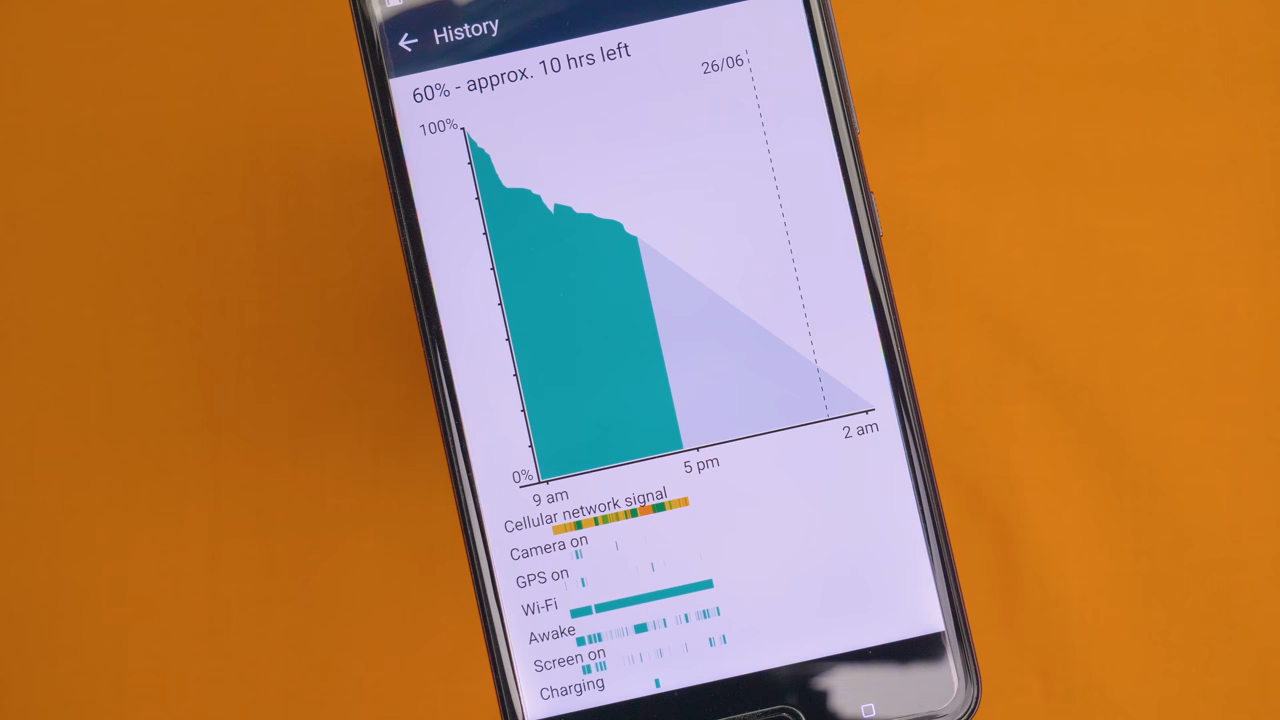 History
60% - approx. 10 hrs left
26/06
100%
0%
9 am
5 pm
2 am
Cellular network signal
Camera on
GPS on
Wi-Fi
Awake
Screen on
Charging